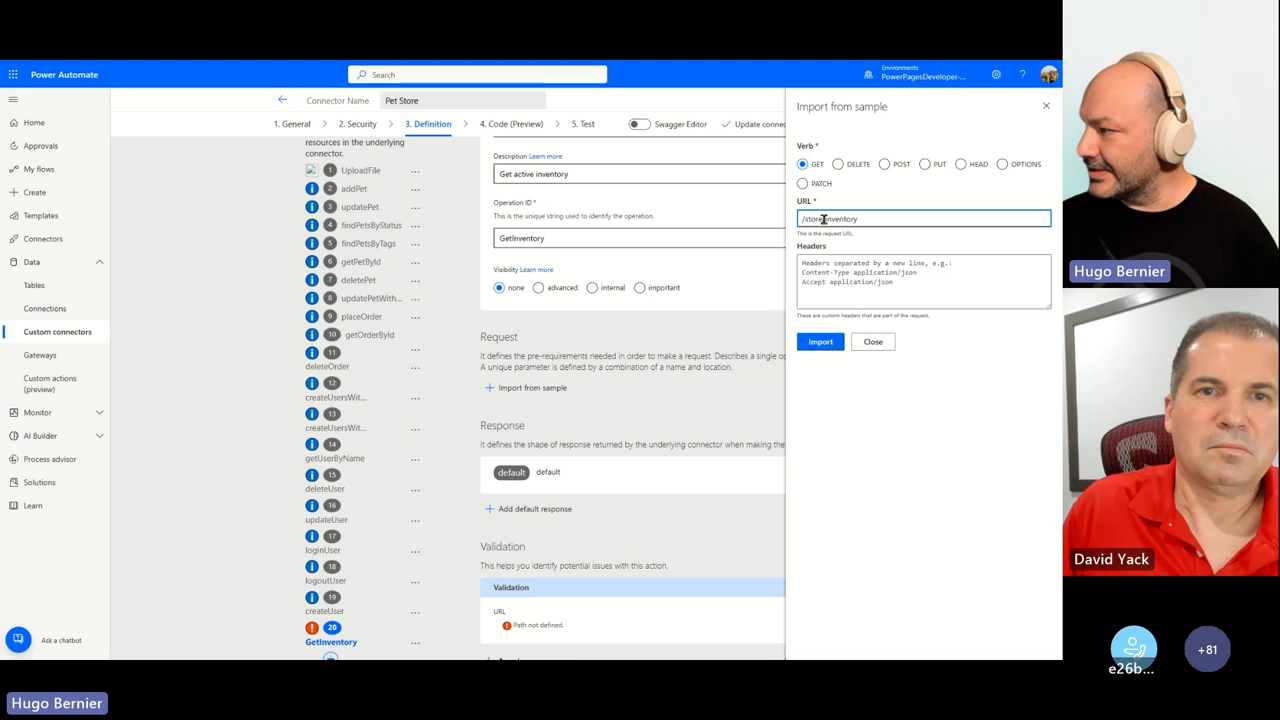 Power Automate
Search
Environments
PowerPagesDeveloper-...
?
Connector Name
Pet Store
1. General
2. Security
3. Definition
4. Code (Preview)
5. Test
Swagger Editor
Home
Approvals
My flows
Create
Templates
Connectors
Data
Tables
Connections
Custom connectors
Gateways
Custom actions
(preview)
Monitor
AI Builder
Process advisor
Solutions
Learn
Ask a chatbot
resources in the underlying
connector.
1 UploadFile ...
2 addPet ...
3 updatePet ...
4 findPetsByStatus ...
5 findPetsByTags ...
6 getPetById ...
7 deletePet ...
8 updatePetWith... ...
9 placeOrder ...
10 getOrderById ...
11 ...
deleteOrder
12 ...
createUsersWit...
13 ...
createUsersWit...
14 ...
getUserByName
15 ...
deleteUser
16 ...
updateUser
17 ...
loginUser
18 ...
logoutUser
19 ...
createUser
20 ...
GetInventory
Description Learn more
Get active inventory
Operation ID *
This is the unique string used to identify the operation.
GetInventory
Visibility Learn more
none
advanced
internal
important
Request
It defines the pre-requirements needed in order to make a request. Describes a single op
A unique parameter is defined by a combination of a name and location.
Import from sample
Response
It defines the shape of response returned by the underlying connector when making the
default default
Add default response
Validation
This helps you identify potential issues with this action.
Validation
URL
Path not defined.
Import from sample
Verb *
GET
DELETE
POST
PUT
HEAD
OPTIONS
PATCH
URL *
This is the request URL.
Headers
Headers separated by a new line, e.g.:
Content-Type application/json
Accept application/json
These are custom headers that are part of the request.
Import
Close
Hugo Bernier
David Yack
e26b...
+81
Hugo Bernier